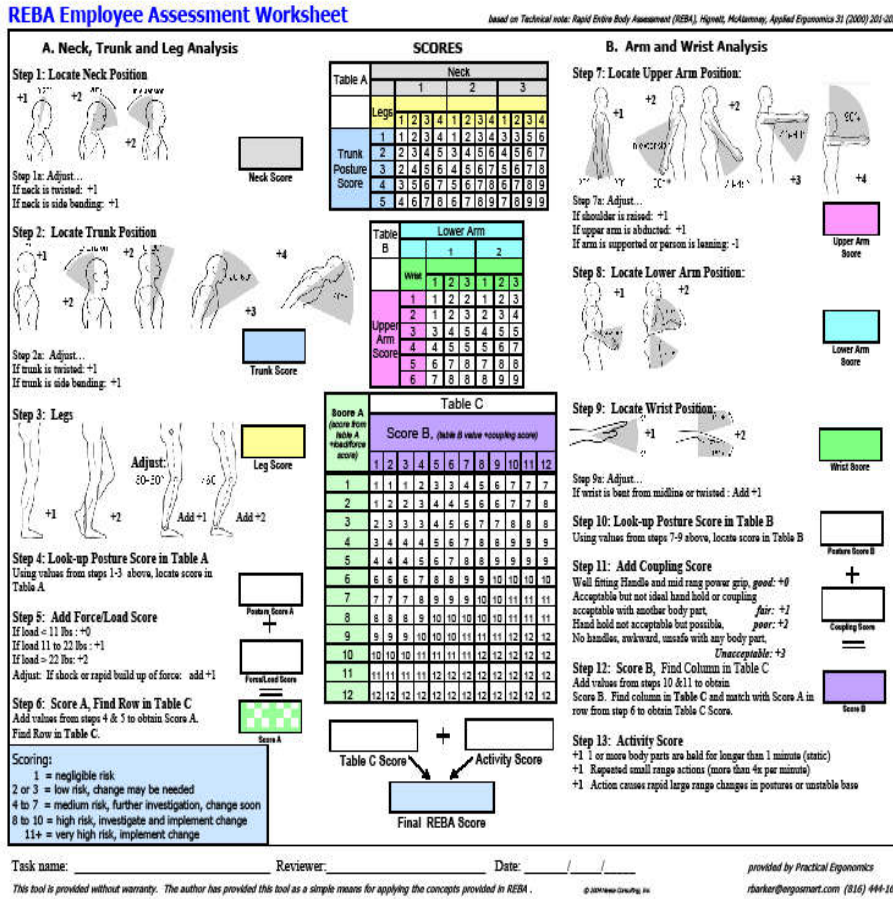 REBA Employee Assessment Worksheet
based on Technical note: Rapid Entire Body Assessment (REBA), Hignett, McAtamney, Applied Ergonomics 31 (2000) 201-20
A. Neck, Trunk and Leg Analysis
Step 1: Locate Neck Position
+1 +2
+2
Neck Score
Step 1a: Adjust...
If neck is twisted: +1
If neck is side bending: +1
Step 2: Locate Trunk Position
+1 +2 +2 +3 +4
Trunk Score
Step 2a: Adjust...
If trunk is twisted: +1
If trunk is side bending: +1
Step 3: Legs
Adjust:
+1 +2 Add +1 Add +2
Leg Score
Step 4: Look-up Posture Score in Table A
Using values from steps 1-3 above, locate score in
Table A
Posture Score A
+
Step 5: Add Force/Load Score
If load < 11 lbs : +0
If load 11 to 22 lbs : +1
If load > 22 lbs: +2
Adjust: If shock or rapid build up of force: add +1
Force/Load Score
=
Step 6: Score A, Find Row in Table C
Add values from steps 4 & 5 to obtain Score A.
Find Row in Table C.
Score A
Scoring:
1 = negligible risk
2 or 3 = low risk, change may be needed
4 to 7 = medium risk, further investigation, change soon
8 to 10 = high risk, investigate and implement change
11+ = very high risk, implement change
SCORES
Table A Neck
1 2 3
Legs
1 2 3 4 1 2 3 4 1 2 3 4
Trunk Posture Score
1 1 2 3 4 1 2 3 4 3 3 5 6
2 2 3 4 5 3 4 5 6 4 5 6 7
3 2 4 5 6 4 5 6 7 5 6 7 8
4 3 5 6 7 5 6 7 8 6 7 8 9
5 4 6 7 8 6 7 8 9 7 8 9 9
Table B Lower Arm
1 2
Wrist
1 2 3 1 2 3
Upper Arm Score
1 1 2 2 1 2 3
2 1 2 3 2 3 4
3 3 4 5 4 5 5
4 4 5 5 5 6 7
5 6 7 8 7 8 8
6 7 8 8 8 9 9
Score A
(score from table A +load/force score)
Table C
Score B, (table B value +coupling score)
1 2 3 4 5 6 7 8 9 10 11 12
1 1 1 1 2 3 3 4 5 6 7 7 7
2 1 2 2 3 4 4 5 6 6 7 7 8
3 2 3 3 3 4 5 6 7 7 8 8 8
4 3 4 4 4 5 6 7 8 8 9 9 9
5 4 4 4 5 6 7 8 8 9 9 9 9
6 6 6 6 7 8 8 9 9 10 10 10 10
7 7 7 7 8 9 9 9 10 10 11 11 11
8 8 8 8 9 10 10 10 10 10 11 11 11
9 9 9 9 10 10 10 11 11 11 12 12 12
10 10 10 10 11 11 11 11 12 12 12 12 12
11 11 11 11 11 12 12 12 12 12 12 12 12
12 12 12 12 12 12 12 12 12 12 12 12 12
+
Table C Score Activity Score
Final REBA Score
B. Arm and Wrist Analysis
Step 7: Locate Upper Arm Position:
+1 +2 +2 +3 +4
90°+
Step 7a: Adjust...
If shoulder is raised: +1
If upper arm is abducted: +1
If arm is supported or person is leaning: -1
Upper Arm Score
Step 8: Locate Lower Arm Position:
+1 +2
Lower Arm Score
Step 9: Locate Wrist Position:
+1 +2
Wrist Score
Step 9a: Adjust...
If wrist is bent from midline or twisted : Add +1
Step 10: Look-up Posture Score in Table B
Using values from steps 7-9 above, locate score in Table B
Posture Score B
+
Step 11: Add Coupling Score
Well fitting Handle and mid rang power grip, good: +0
Acceptable but not ideal hand hold or coupling
acceptable with another body part, fair: +1
Hand hold not acceptable but possible, poor: +2
No handles, awkward, unsafe with any body part,
Unacceptable: +3
Coupling Score
=
Step 12: Score B, Find Column in Table C
Add values from steps 10 &11 to obtain
Score B. Find column in Table C and match with Score A in
row from step 6 to obtain Table C Score.
Score B
Step 13: Activity Score
+1 1 or more body parts are held for longer than 1 minute (static)
+1 Repeated small range actions (more than 4x per minute)
+1 Action causes rapid large range changes in postures or unstable base
Task name: Reviewer: Date: / /
provided by Practical Ergonomics
This tool is provided without warranty. The author has provided this tool as a simple means for applying the concepts provided in REBA .
© 2004 Neese Consulting, Inc.
rbarker@ergosmart.com (816) 444-16